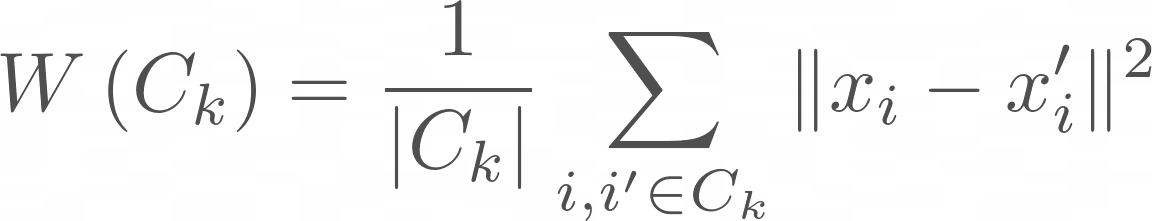 W (C_k) = \frac{1}{|C_k|} \sum_{i,i' \in C_k} \|x_i - x_i'\|^2